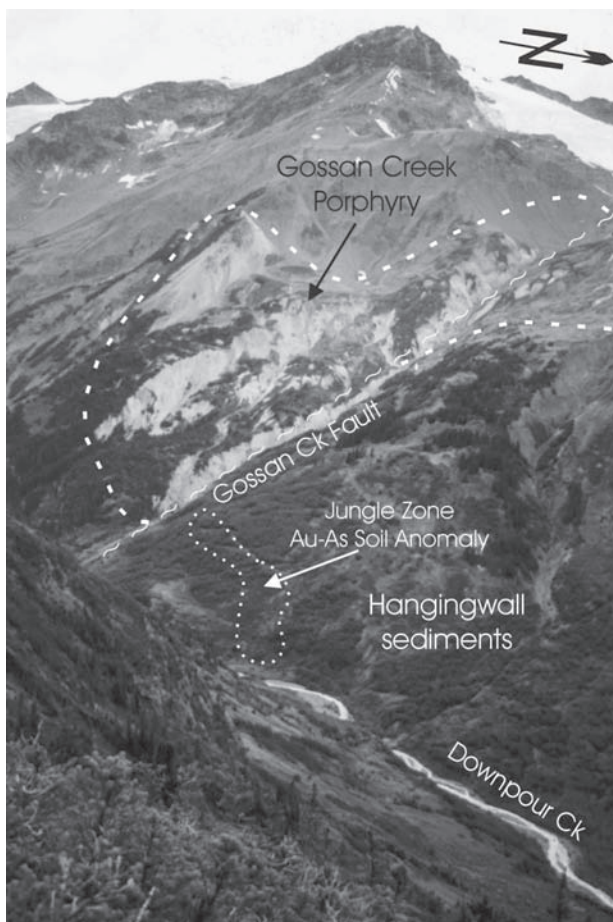 N
Gossan Creek
Porphyry
Gossan Ck Fault
Jungle Zone
Au-As Soil Anomaly
Hangingwall
sediments
Downpour Ck